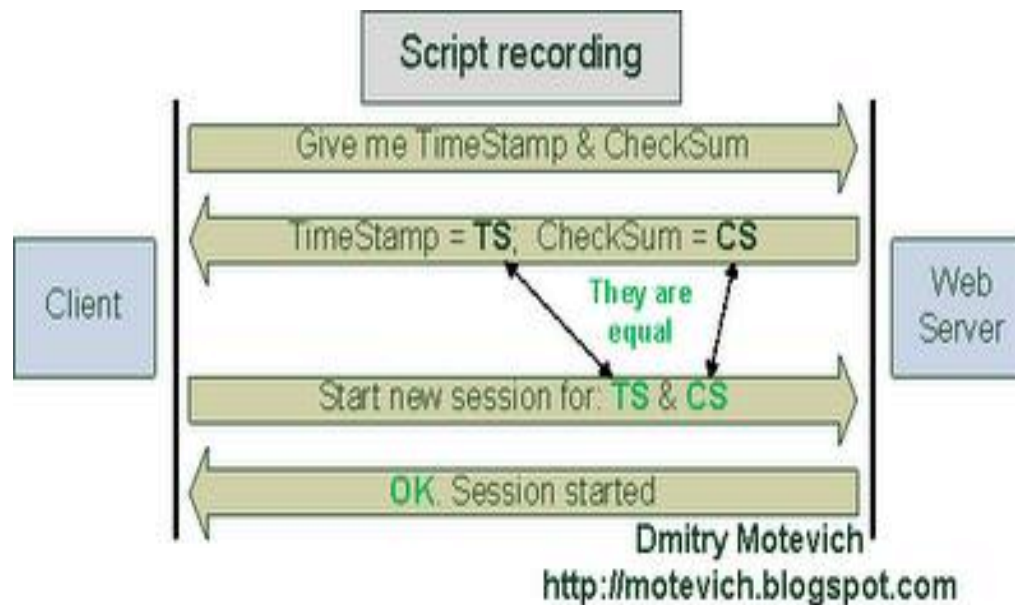 Script recording
Give me TimeStamp & CheckSum
TimeStamp = TS, CheckSum = CS
They are
equal
Client
Web
Server
Start new session for: TS & CS
OK. Session started
Dmitry Motevich
http://motevich.blogspot.com